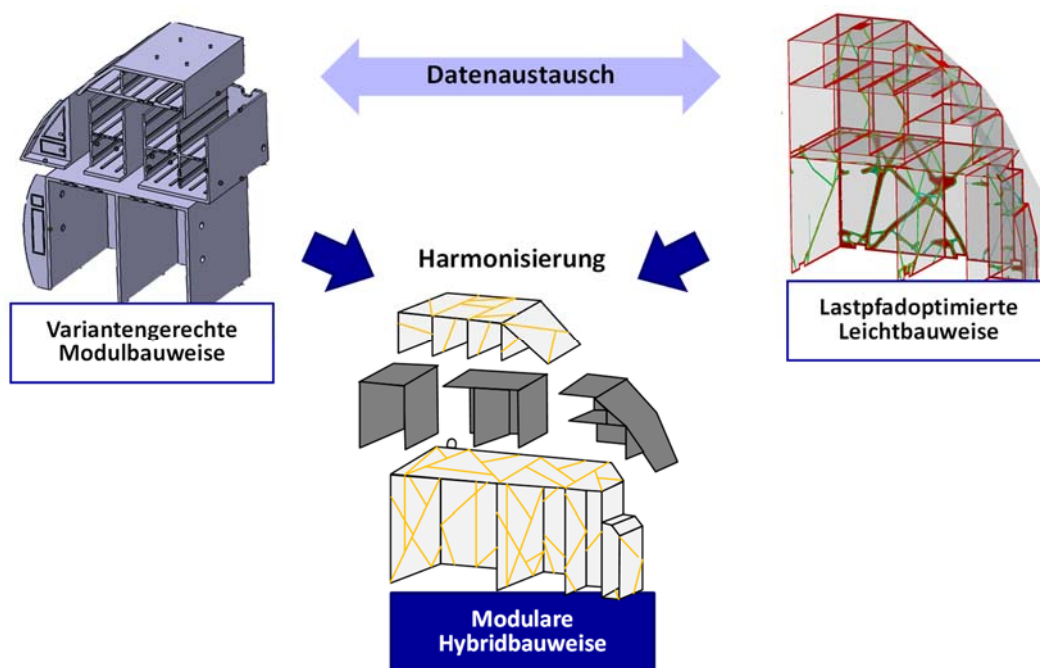 Datenaustausch
Harmonisierung
Variantengerechte
Modulbauweise
Lastpfadoptimierte
Leichtbauweise
Modulare
Hybridbauweise